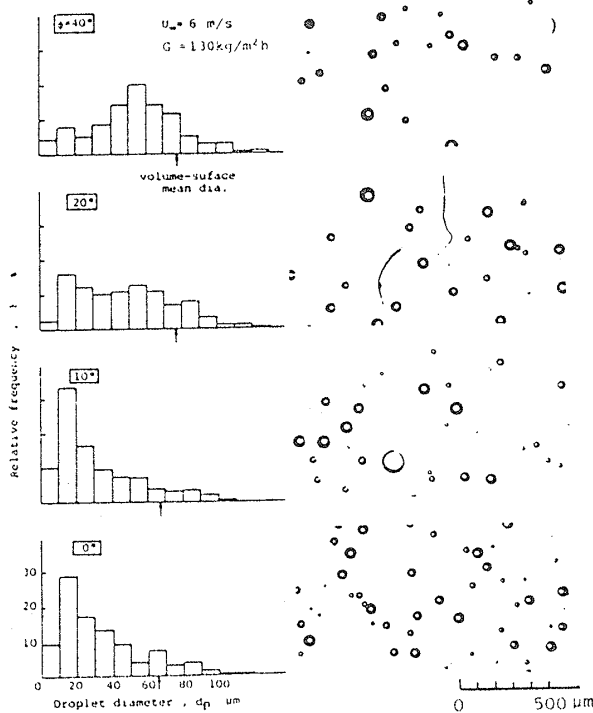 φ=40°
U∞= 6 m/s
G = 130kg/m²h
)
volume-suface
mean dia.
20°
10°
0°
Relative frequency , %
30
20
10
0 20 40 60 80 100
Droplet diameter , dp μm
0 500 μm